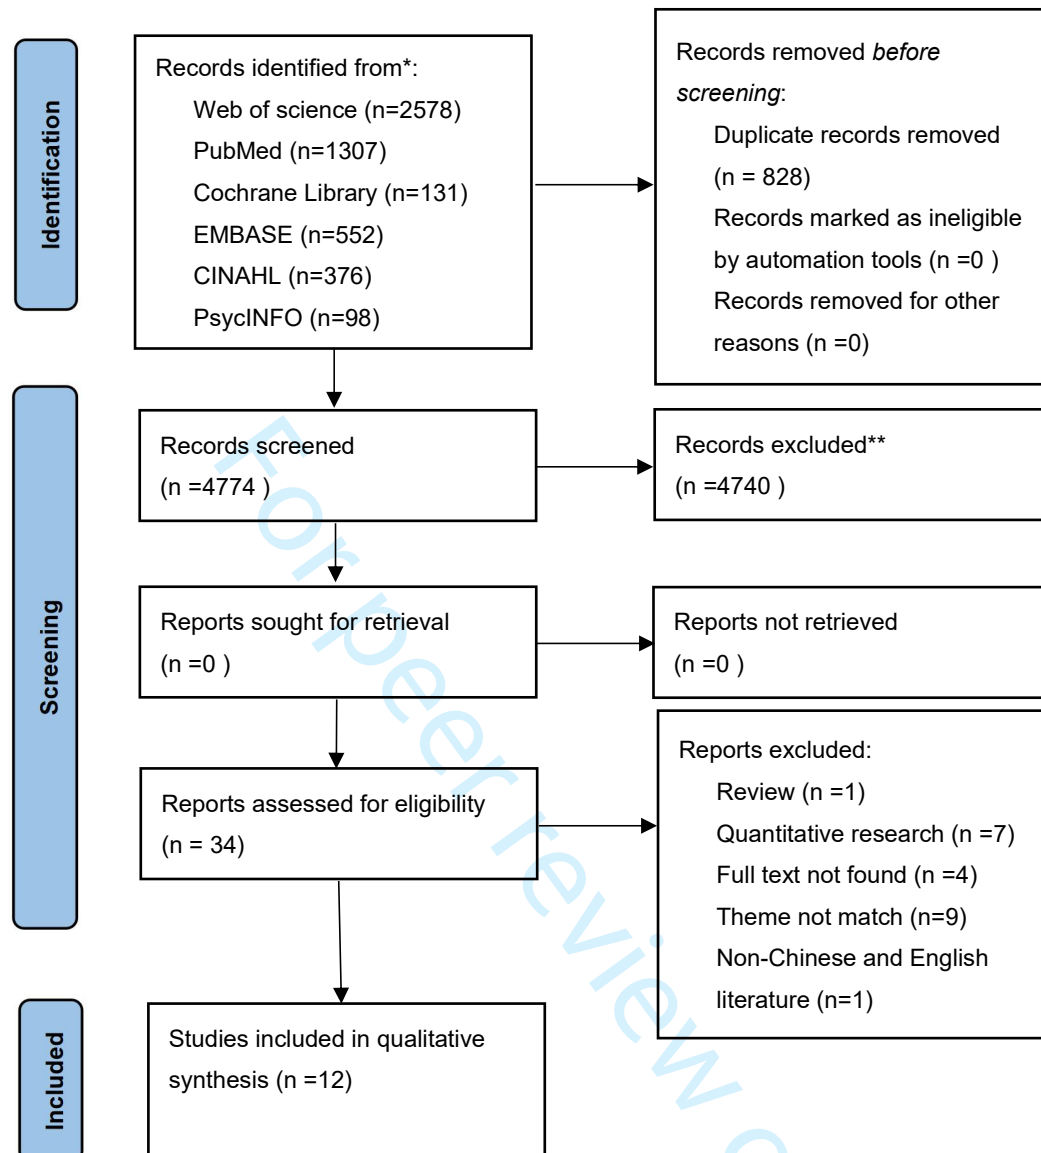 Identification
Records identified from*:
Web of science (n=2578)
PubMed (n=1307)
Cochrane Library (n=131)
EMBASE (n=552)
CINAHL (n=376)
PsycINFO (n=98)
Records removed before
screening:
Duplicate records removed
(n = 828)
Records marked as ineligible
by automation tools (n =0 )
Records removed for other
reasons (n =0)
Screening
Records screened
(n =4774 )
Records excluded**
(n =4740 )
Reports sought for retrieval
(n =0 )
Reports not retrieved
(n =0 )
Reports assessed for eligibility
(n = 34)
Reports excluded:
Review (n =1)
Quantitative research (n =7)
Full text not found (n =4)
Theme not match (n=9)
Non-Chinese and English
literature (n=1)
Included
Studies included in qualitative
synthesis (n =12)
For peer review